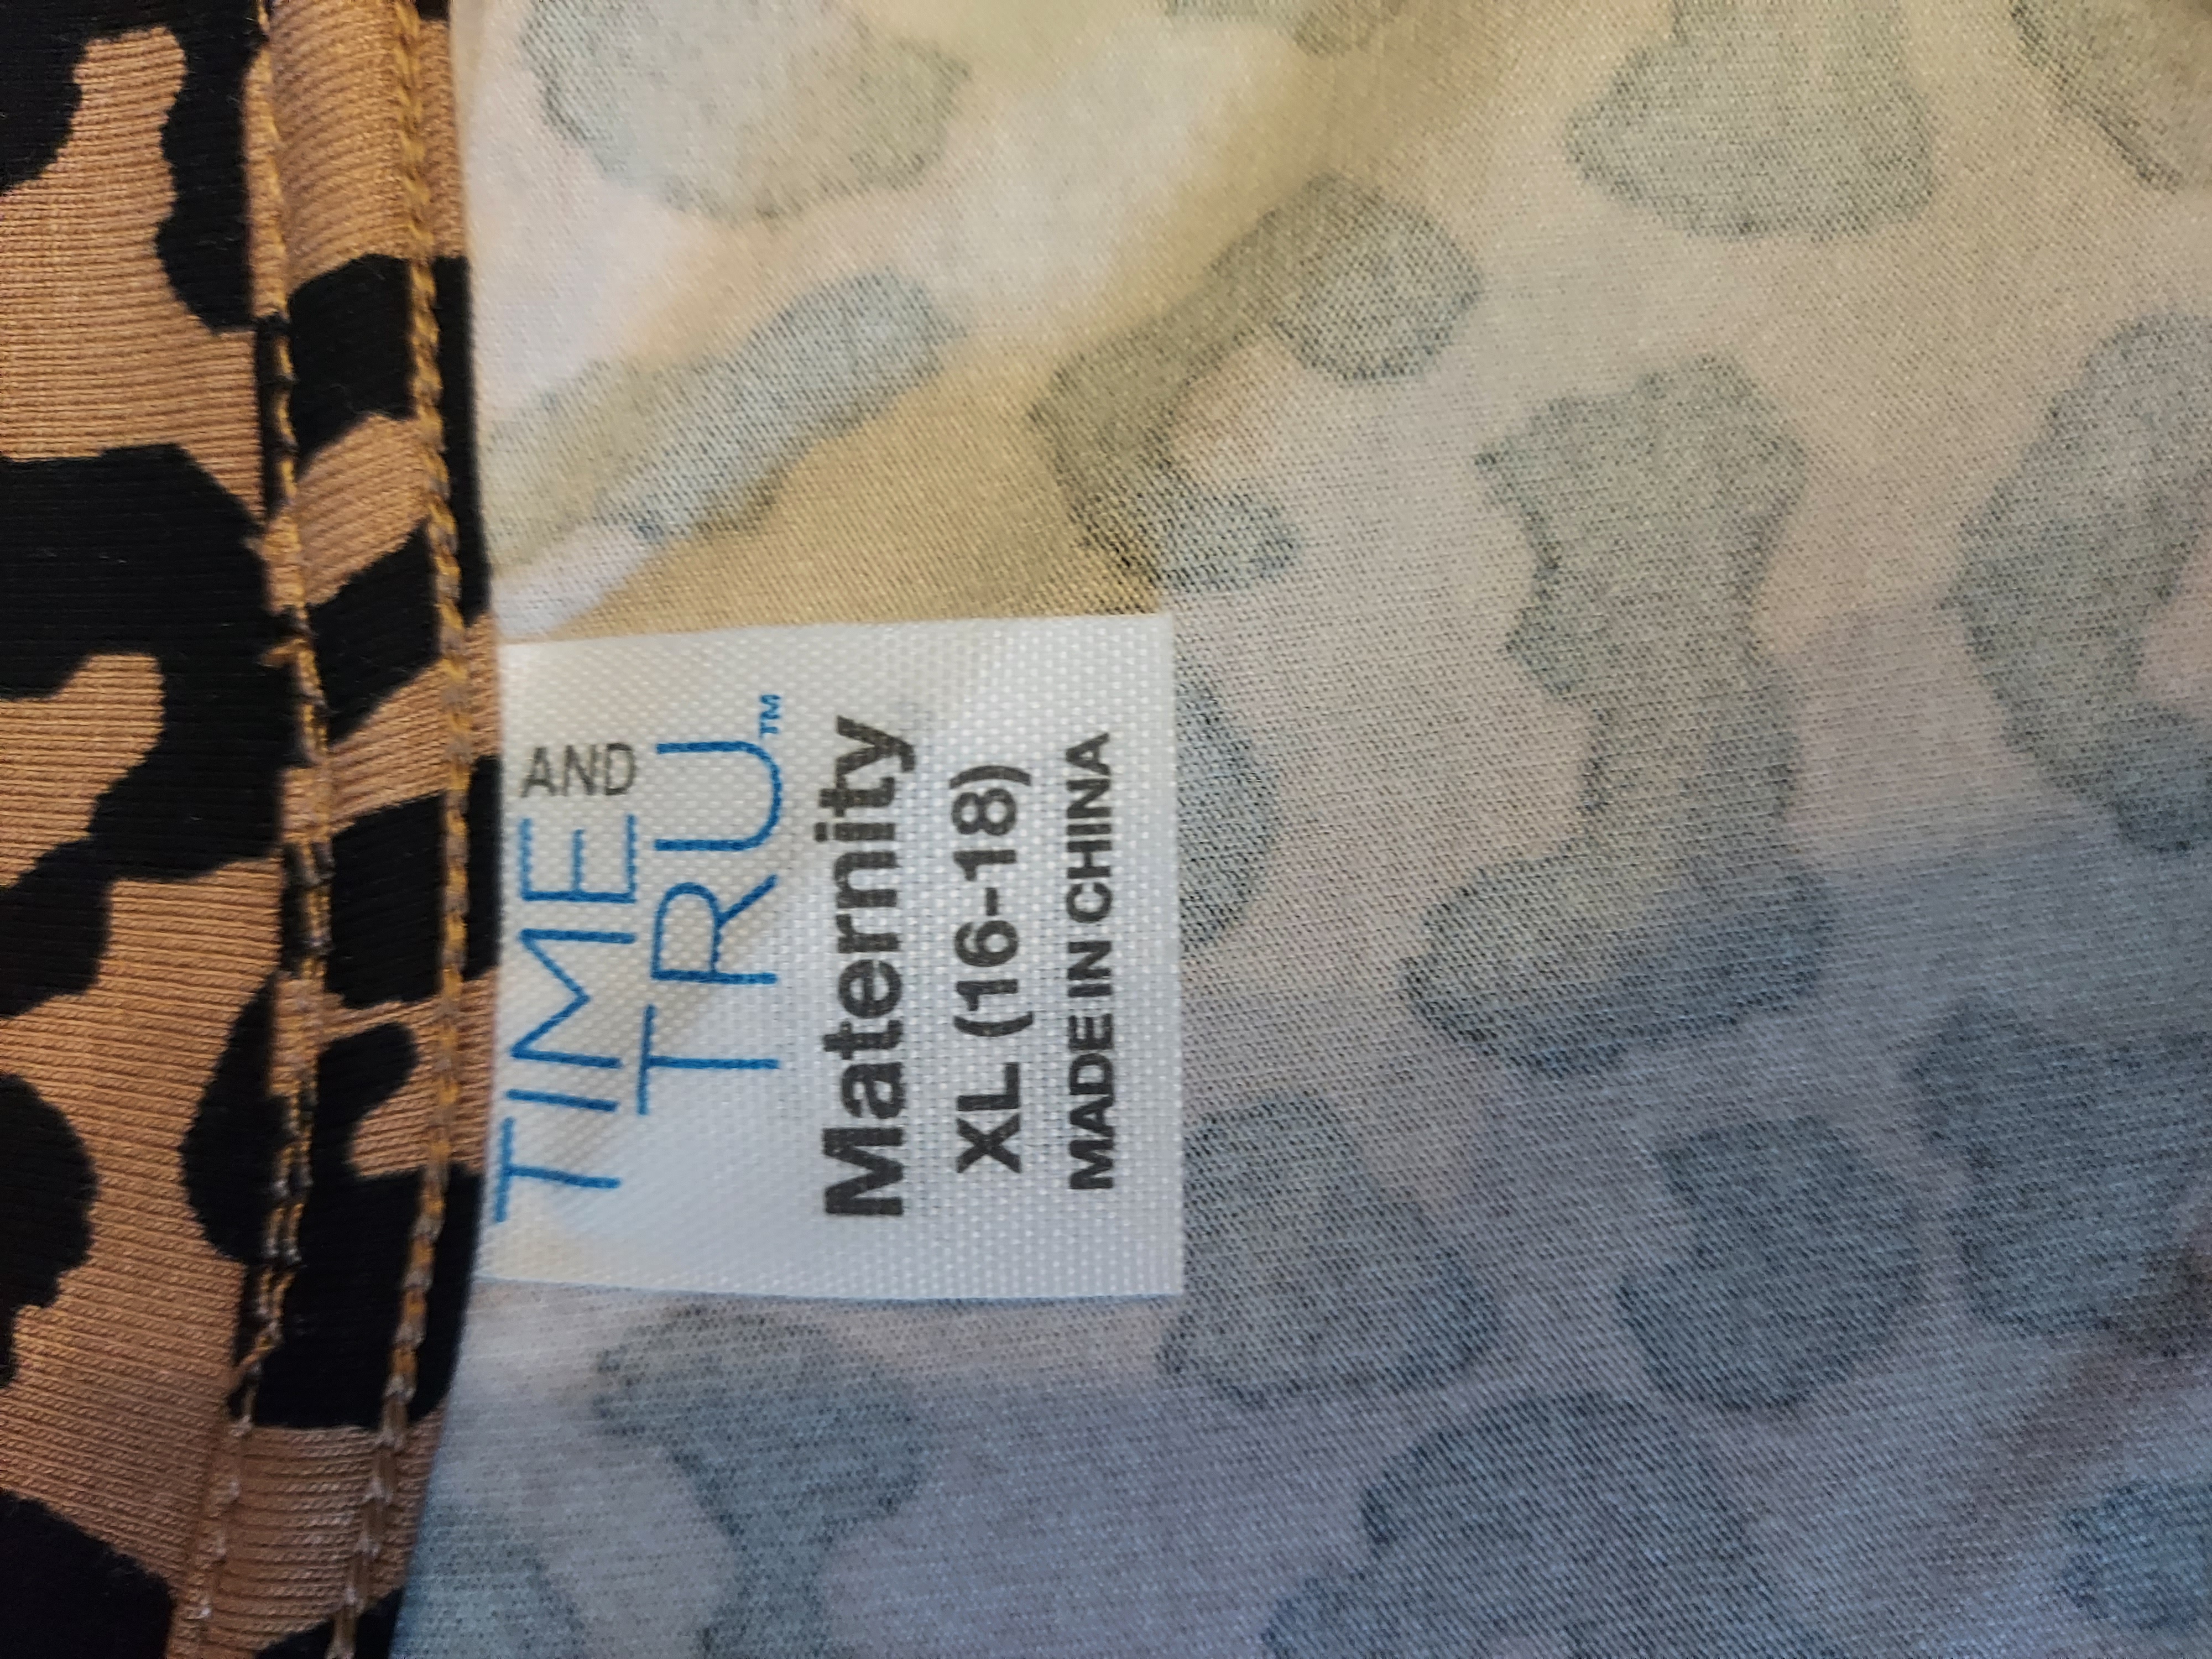 TIME AND
TRU™
Maternity
XL (16-18)
MADE IN CHINA